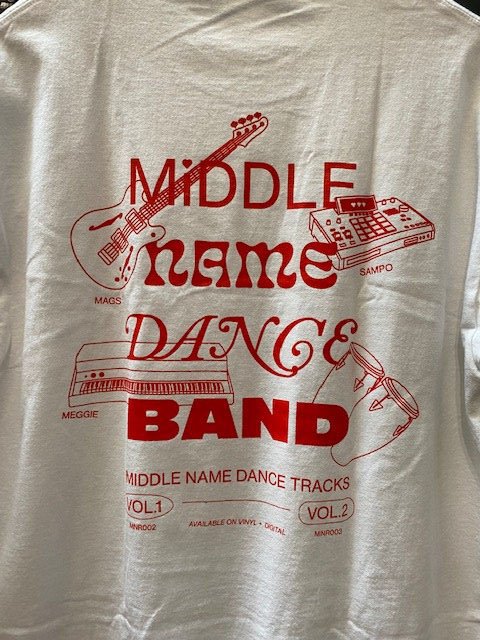 MiDDLE
NAME
SAMPO
MAGS
DANCE
MEGGIE
BAND
MIDDLE NAME DANCE TRACKS
VOL.1
VOL.2
MNR002
AVAILABLE ON VINYL + DIGITAL
MNR003